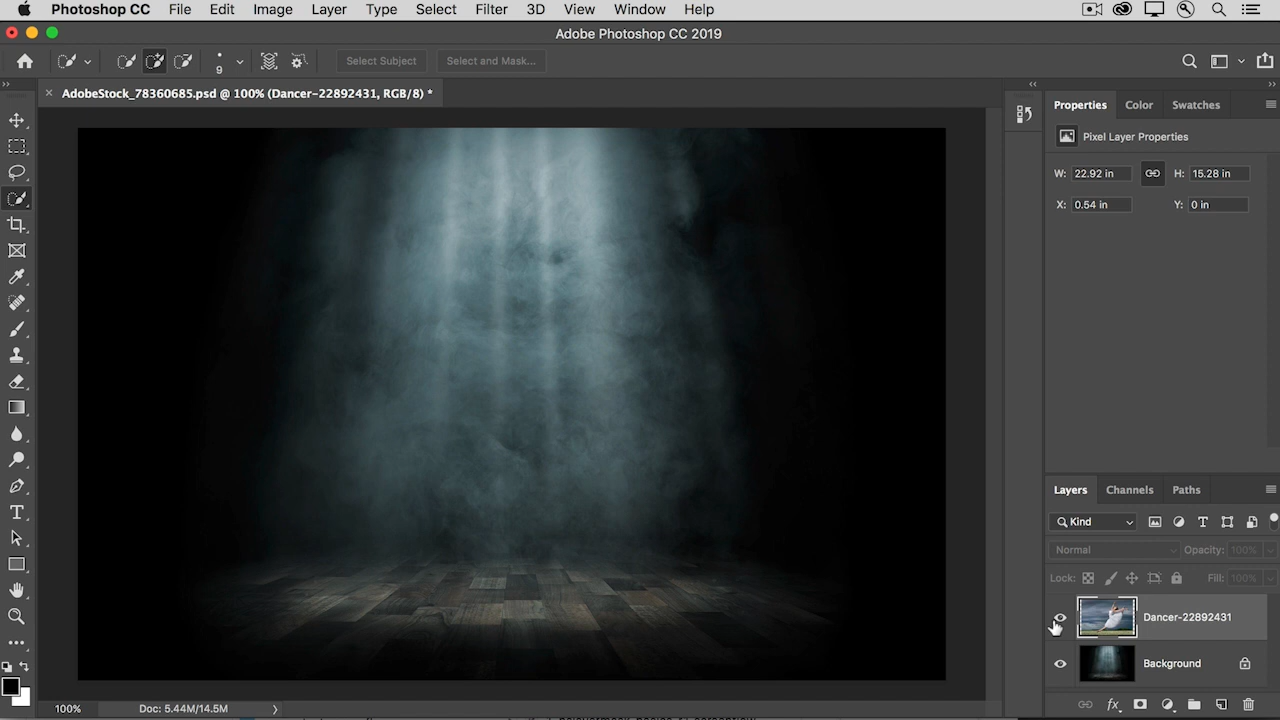 Photoshop CC File Edit Image Layer Type Select Filter 3D View Window Help
Adobe Photoshop CC 2019
9 Select Subject Select and Mask...
× AdobeStock_78360685.psd @ 100% (Dancer-22892431, RGB/8) *
Properties Color Swatches
Pixel Layer Properties
W: 22.92 in H: 15.28 in
X: 0.54 in Y: 0 in
Layers Channels Paths
Kind
Normal Opacity: 100%
Lock: Fill: 100%
Dancer-22892431
Background
fx
100% Doc: 5.44M/14.5M